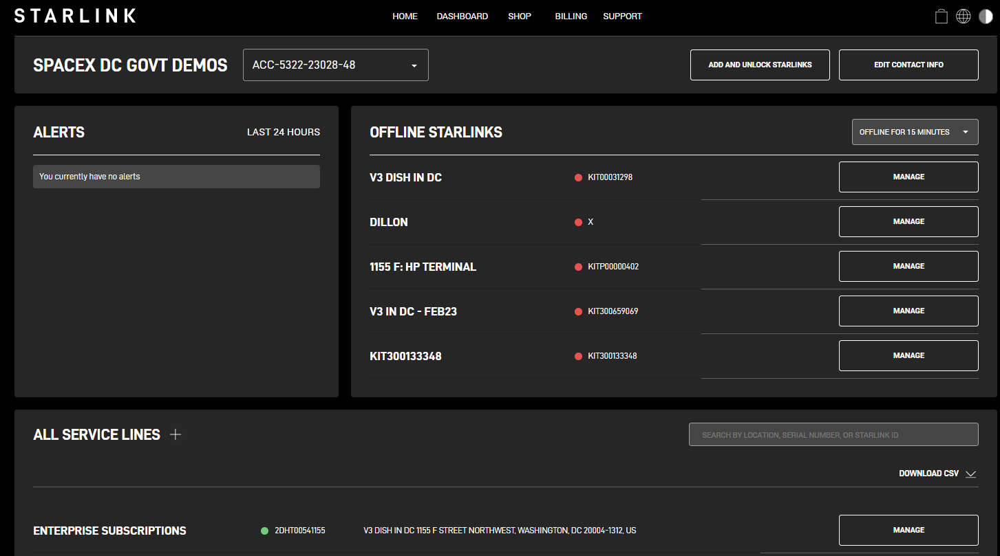 STARLINK
HOME DASHBOARD SHOP BILLING SUPPORT
SPACEX DC GOVT DEMOS
ACC-5322-23028-48
ADD AND UNLOCK STARLINKS
EDIT CONTACT INFO
ALERTS
LAST 24 HOURS
You currently have no alerts
OFFLINE STARLINKS
OFFLINE FOR 15 MINUTES
V3 DISH IN DC KIT00031298 MANAGE
DILLON X MANAGE
1155 F: HP TERMINAL KITP00000402 MANAGE
V3 IN DC - FEB23 KIT300659069 MANAGE
KIT300133348 KIT300133348 MANAGE
ALL SERVICE LINES
SEARCH BY LOCATION, SERIAL NUMBER, OR STARLINK ID
DOWNLOAD CSV
ENTERPRISE SUBSCRIPTIONS 2DHT00541155 V3 DISH IN DC 1155 F STREET NORTHWEST, WASHINGTON, DC 20004-1312, US MANAGE